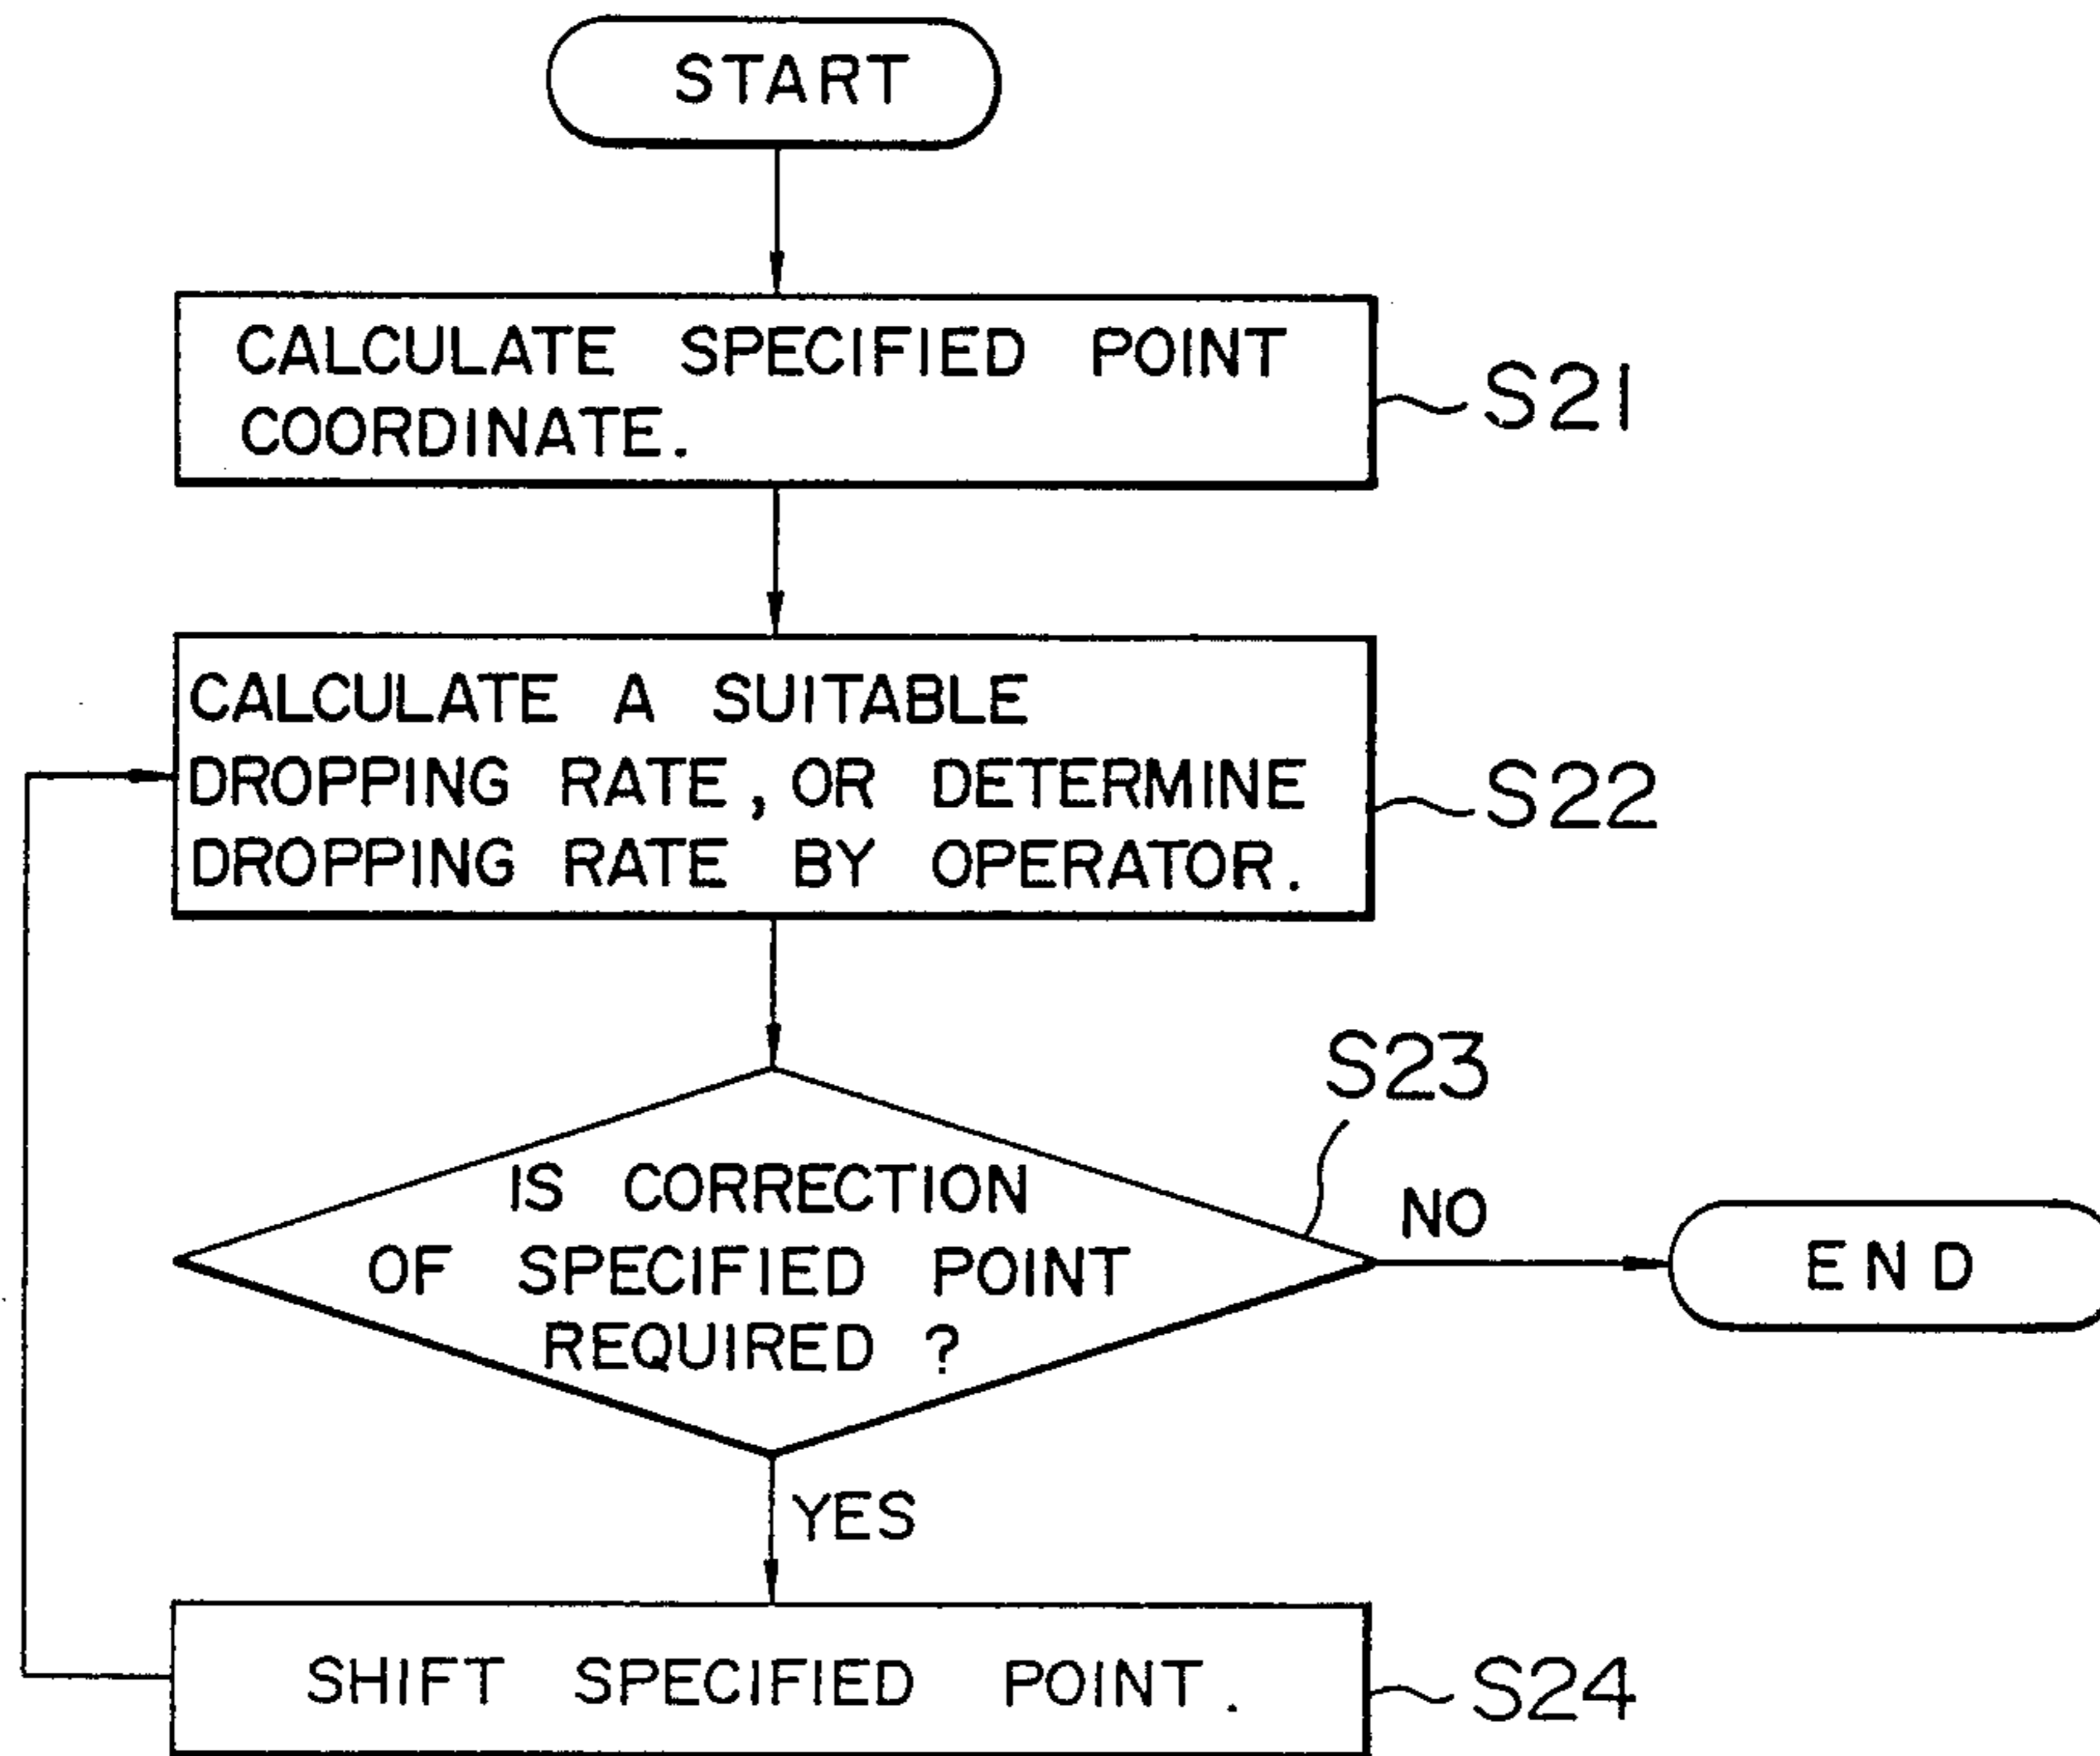 START
CALCULATE SPECIFIED POINT
COORDINATE.
S21
CALCULATE A SUITABLE
DROPPING RATE, OR DETERMINE
DROPPING RATE BY OPERATOR.
S22
S23
IS CORRECTION
OF SPECIFIED POINT
REQUIRED ?
NO
END
YES
SHIFT SPECIFIED POINT.
S24